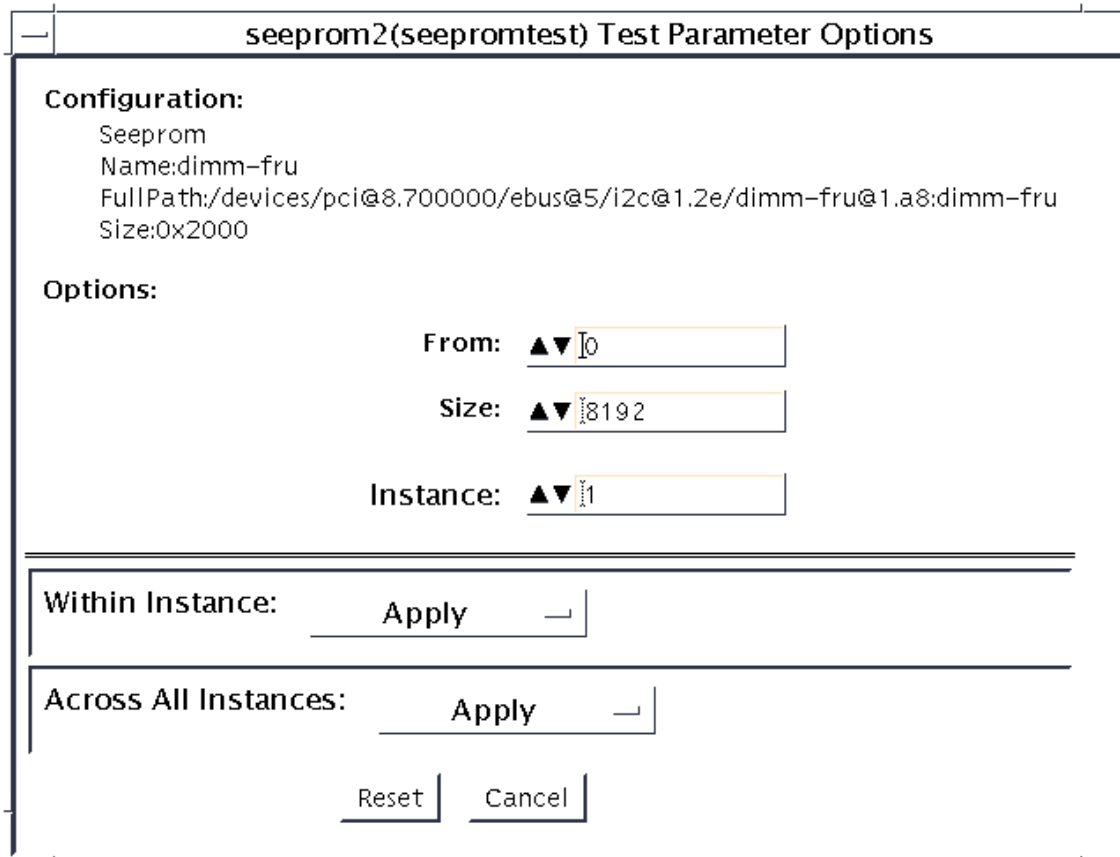 seeprom2(seepromtest) Test Parameter Options
Configuration:
Seeprom
Name:dimm-fru
FullPath:/devices/pci@8.700000/ebus@5/i2c@1.2e/dimm-fru@1.a8:dimm-fru
Size:0x2000
Options:
From: 0
Size: 8192
Instance: 1
Within Instance: Apply
Across All Instances: Apply
Reset Cancel